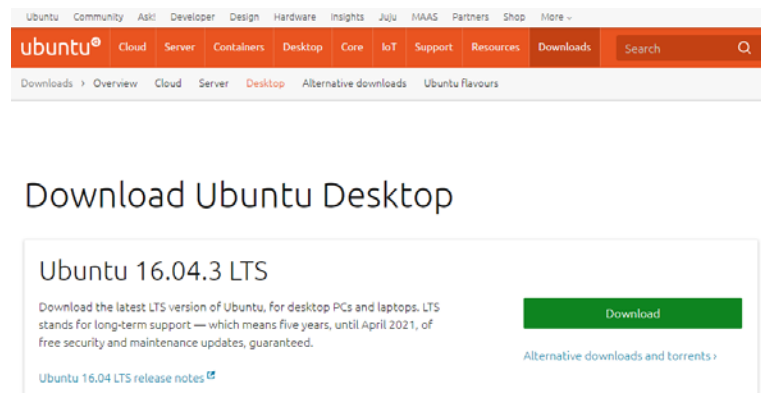 Ubuntu Community Ask! Developer Design Hardware Insights Juju MAAS Partners Shop More
ubuntu® Cloud Server Containers Desktop Core IoT Support Resources Downloads Search
Downloads › Overview Cloud Server Desktop Alternative downloads Ubuntu flavours
Download Ubuntu Desktop
Ubuntu 16.04.3 LTS
Download the latest LTS version of Ubuntu, for desktop PCs and laptops. LTS
stands for long-term support — which means five years, until April 2021, of
free security and maintenance updates, guaranteed.
Download
Alternative downloads and torrents ›
Ubuntu 16.04 LTS release notes